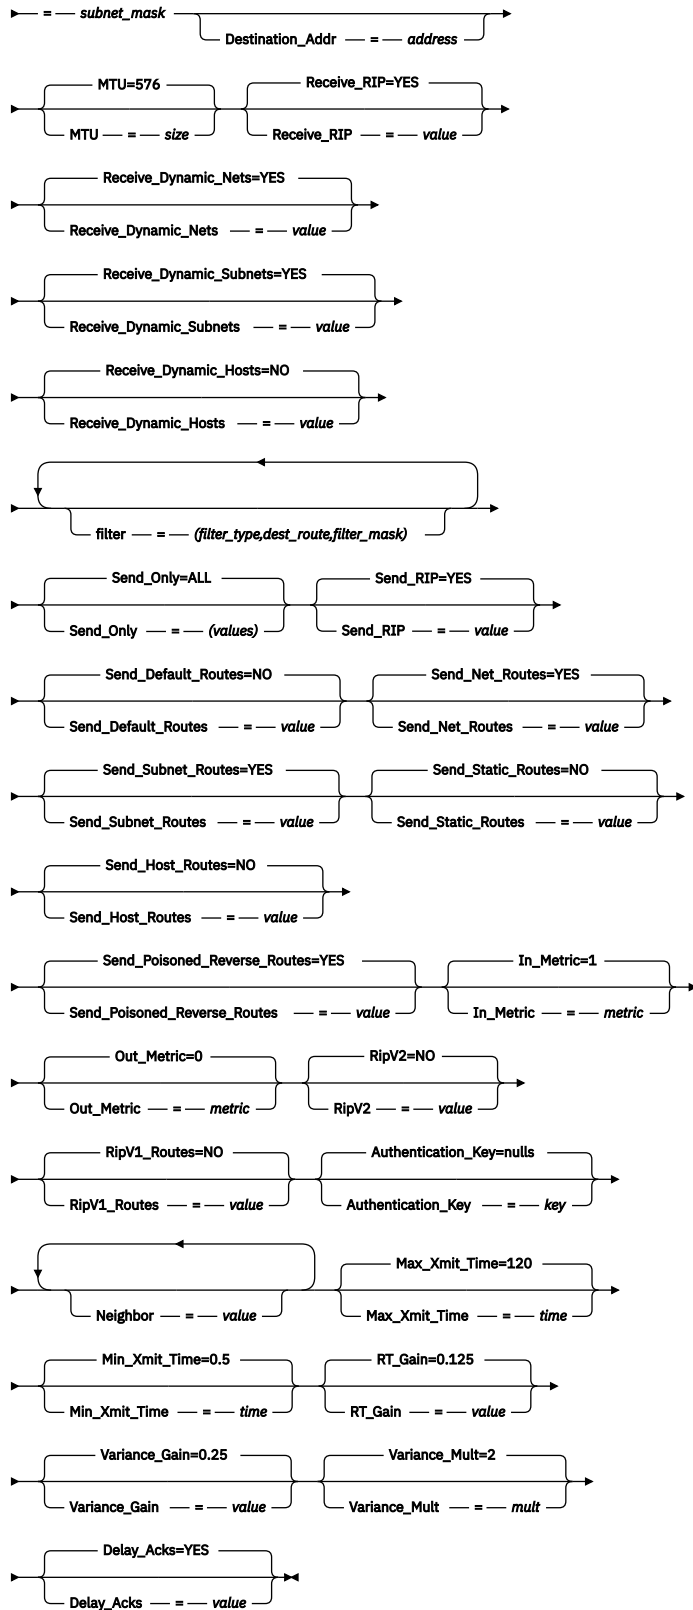 = subnet_mask
Destination_Addr = address
MTU=576 Receive_RIP=YES
MTU = size Receive_RIP = value
Receive_Dynamic_Nets=YES
Receive_Dynamic_Nets = value
Receive_Dynamic_Subnets=YES
Receive_Dynamic_Subnets = value
Receive_Dynamic_Hosts=NO
Receive_Dynamic_Hosts = value
filter = (filter_type,dest_route,filter_mask)
Send_Only=ALL Send_RIP=YES
Send_Only = (values) Send_RIP = value
Send_Default_Routes=NO Send_Net_Routes=YES
Send_Default_Routes = value Send_Net_Routes = value
Send_Subnet_Routes=YES Send_Static_Routes=NO
Send_Subnet_Routes = value Send_Static_Routes = value
Send_Host_Routes=NO
Send_Host_Routes = value
Send_Poisoned_Reverse_Routes=YES In_Metric=1
Send_Poisoned_Reverse_Routes = value In_Metric = metric
Out_Metric=0 RipV2=NO
Out_Metric = metric RipV2 = value
RipV1_Routes=NO Authentication_Key=nulls
RipV1_Routes = value Authentication_Key = key
Max_Xmit_Time=120
Neighbor = value Max_Xmit_Time = time
Min_Xmit_Time=0.5 RT_Gain=0.125
Min_Xmit_Time = time RT_Gain = value
Variance_Gain=0.25 Variance_Mult=2
Variance_Gain = value Variance_Mult = mult
Delay_Acks=YES
Delay_Acks = value